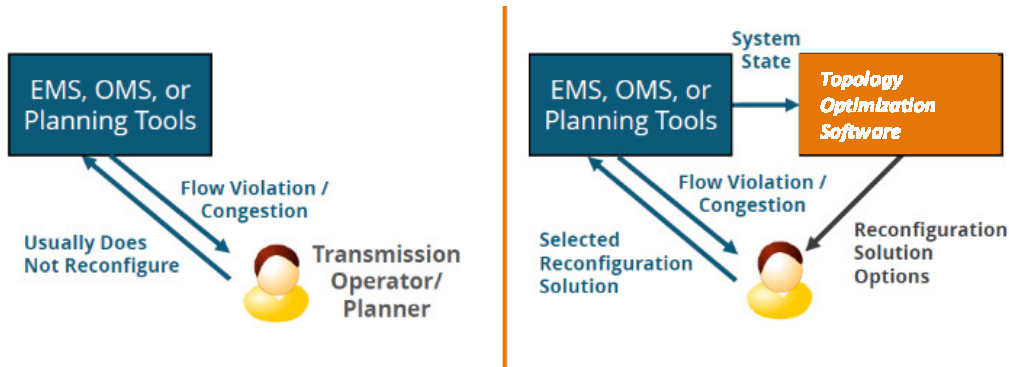 EMS, OMS, or
Planning Tools
Flow Violation /
Congestion
Usually Does
Not Reconfigure
Transmission
Operator/
Planner
System
State
EMS, OMS, or
Planning Tools
Topology
Optimization
Software
Flow Violation /
Congestion
Selected
Reconfiguration
Solution
Reconfiguration
Solution
Options